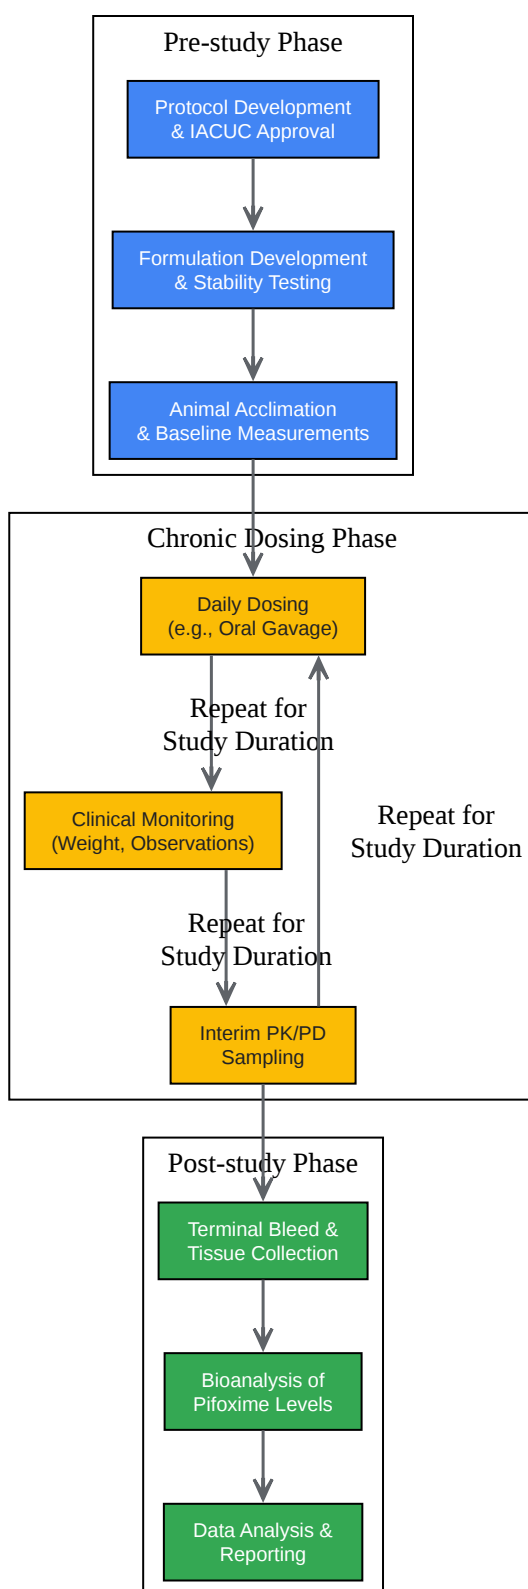 Pre-study Phase
Protocol Development
& IACUC Approval
Formulation Development
& Stability Testing
Animal Acclimation
& Baseline Measurements
Chronic Dosing Phase
Daily Dosing
(e.g., Oral Gavage)
Repeat for
Study Duration
Clinical Monitoring
(Weight, Observations)
Repeat for
Study Duration
Repeat for
Study Duration
Interim PK/PD
Sampling
Post-study Phase
Terminal Bleed &
Tissue Collection
Bioanalysis of
Pifoxime Levels
Data Analysis &
Reporting